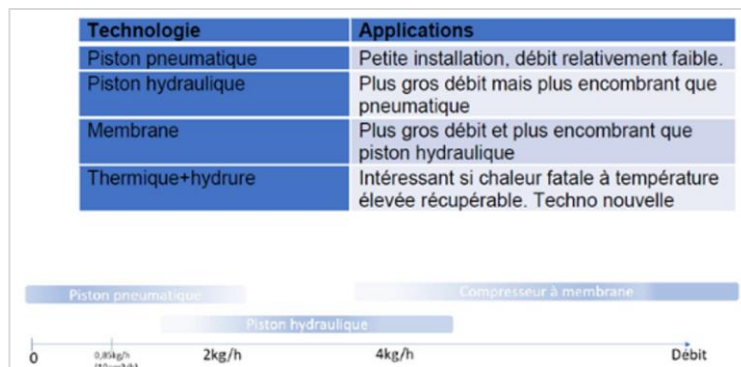 Technologie Applications
Piston pneumatique Petite installation, débit relativement faible.
Piston hydraulique Plus gros débit mais plus encombrant que
pneumatique
Membrane Plus gros débit et plus encombrant que
piston hydraulique
Thermique+hydrure Intéressant si chaleur fatale à température
élevée récupérable. Techno nouvelle
Piston pneumatique Compresseur à membrane
Piston hydraulique
0 0,85kg/h 2kg/h 4kg/h Débit